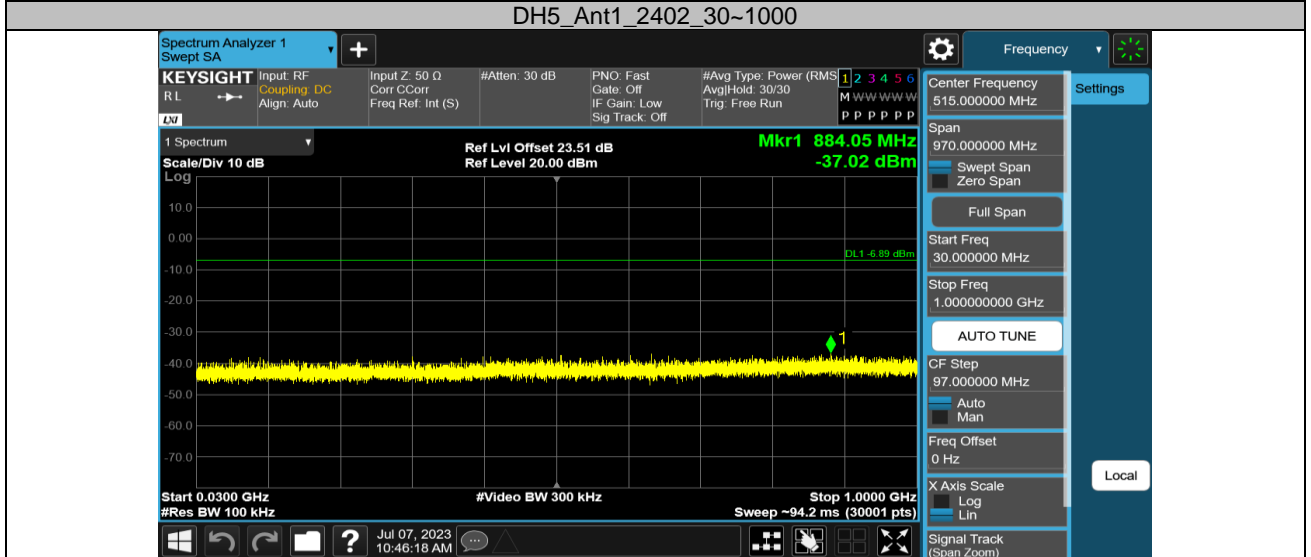 DH5_Ant1_2402_30~1000
Spectrum Analyzer 1
Swept SA
Frequency
KEYSIGHT
RL
LXI
Input: RF
Coupling: DC
Align: Auto
Input Z: 50 Ω
Corr CCorr
Freq Ref: Int (S)
#Atten: 30 dB
PNO: Fast
Gate: Off
IF Gain: Low
Sig Track: Off
#Avg Type: Power (RMS
Avg|Hold: 30/30
Trig: Free Run
1 2 3 4 5 6
M W W W W W
P P P P P P
1 Spectrum
Scale/Div 10 dB
Log
Ref Lvl Offset 23.51 dB
Ref Level 20.00 dBm
Mkr1 884.05 MHz
-37.02 dBm
10.0
0.00
DL1 -6.89 dBm
-10.0
-20.0
-30.0
1
-40.0
-50.0
-60.0
-70.0
Start 0.0300 GHz
#Video BW 300 kHz
Stop 1.0000 GHz
#Res BW 100 kHz
Sweep ~94.2 ms (30001 pts)
Jul 07, 2023
10:46:18 AM
Center Frequency
515.000000 MHz
Settings
Span
970.000000 MHz
Swept Span
Zero Span
Full Span
Start Freq
30.000000 MHz
Stop Freq
1.000000000 GHz
AUTO TUNE
CF Step
97.000000 MHz
Auto
Man
Freq Offset
0 Hz
X Axis Scale
Log
Lin
Local
Signal Track
(Span Zoom)